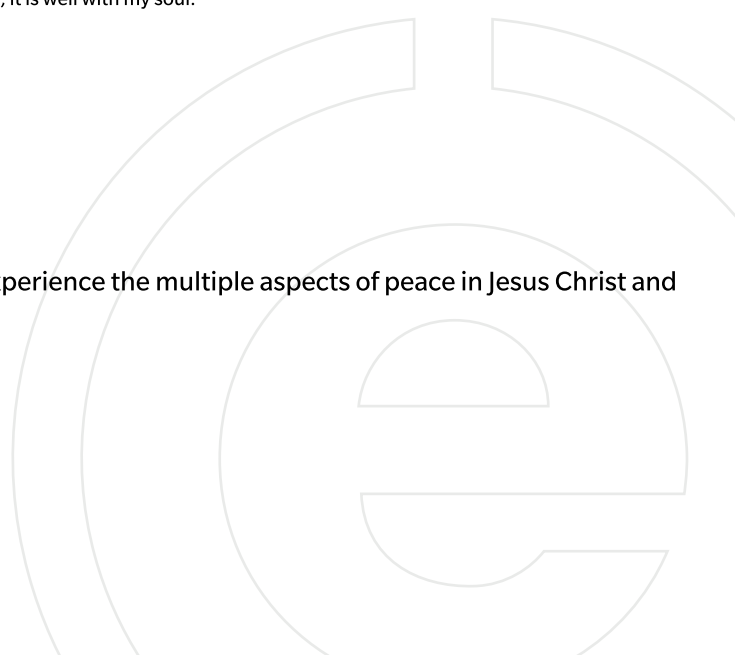 , it is well with my soul.
perience the multiple aspects of peace in Jesus Christ and
e